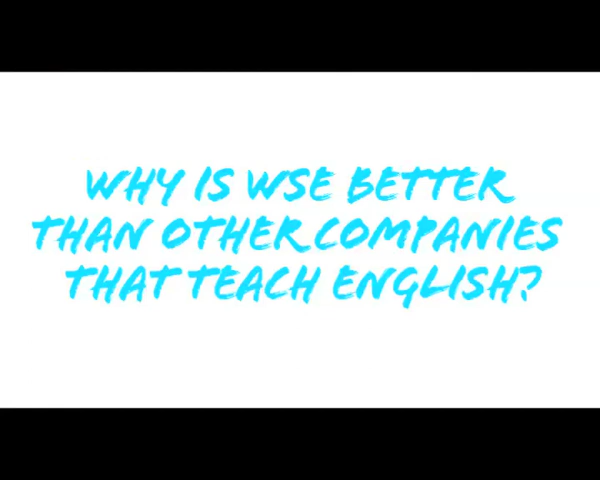 WHY IS WSE BETTER
THAN OTHER COMPANIES
THAT TEACH ENGLISH?